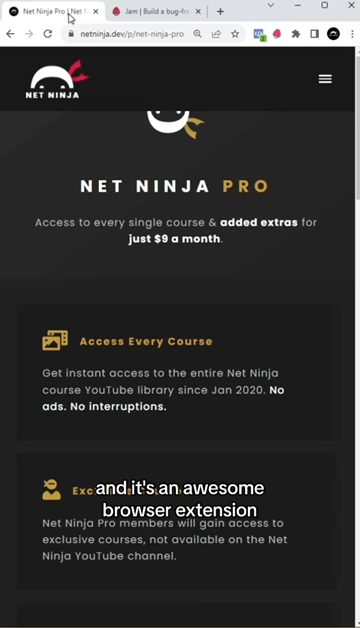 Net Ninja Pro | Net N
Jam | Build a bug-fre
netninja.dev/p/net-ninja-pro
NET NINJA
NET NINJA PRO
Access to every single course & added extras for
just $9 a month.
Access Every Course
Get instant access to the entire Net Ninja
course YouTube library since Jan 2020. No
ads. No interruptions.
and it's an awesome
browser extension
Net Ninja Pro members will gain access to
exclusive courses, not available on the Net
Ninja YouTube channel.